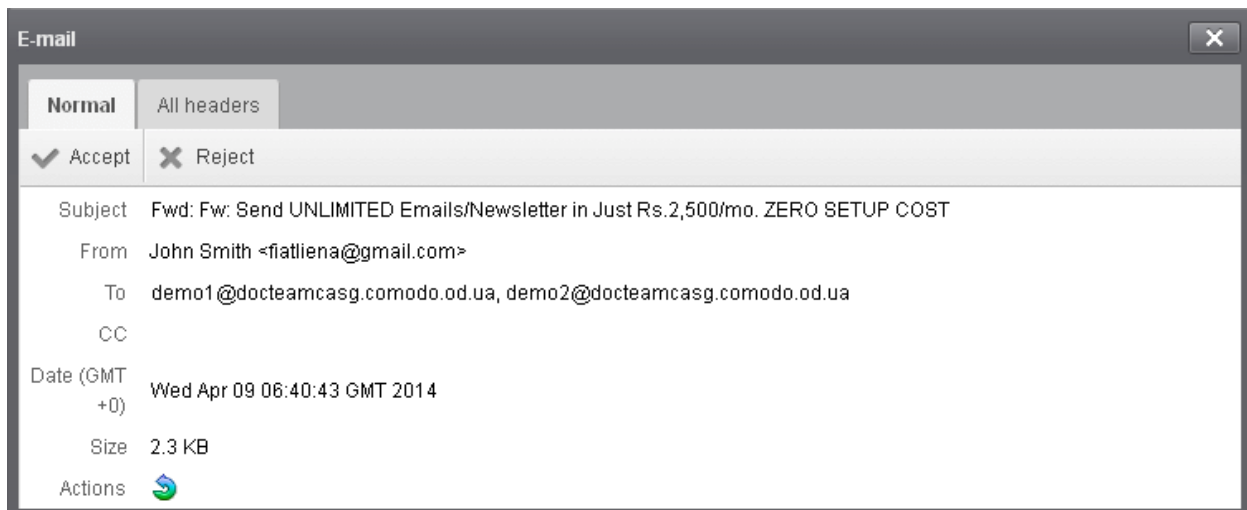 E-mail
Normal All headers
Accept Reject
Subject Fwd: Fw: Send UNLIMITED Emails/Newsletter in Just Rs.2,500/mo. ZERO SETUP COST
From John Smith <fiatliena@gmail.com>
To demo1@docteamcasg.comodo.od.ua, demo2@docteamcasg.comodo.od.ua
CC
Date (GMT
+0) Wed Apr 09 06:40:43 GMT 2014
Size 2.3 KB
Actions